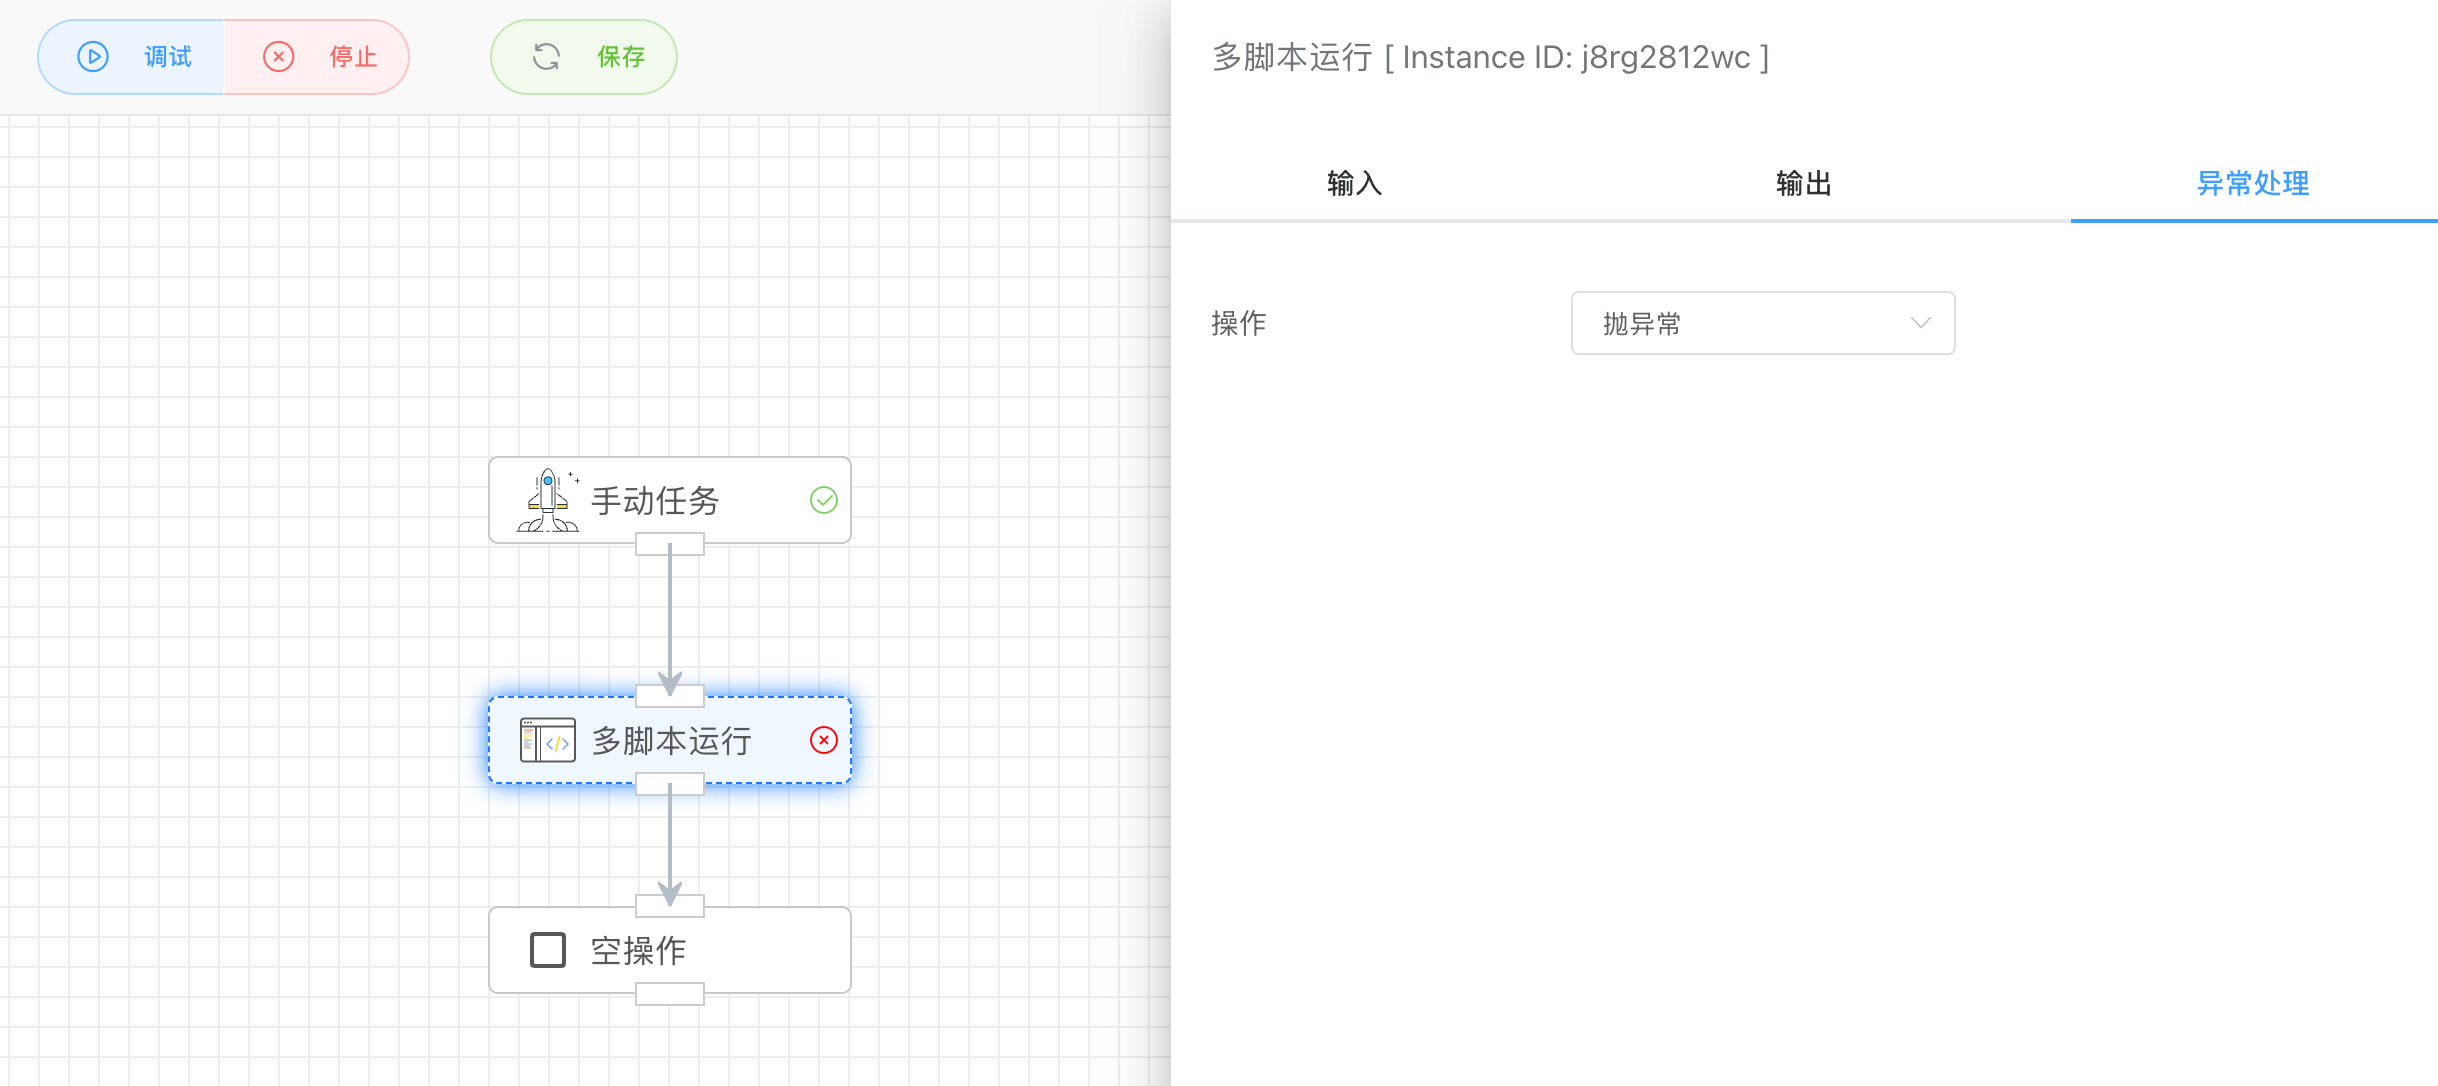 调试
停止
保存
多脚本运行 [ Instance ID: j8rg2812wc ]
输入
输出
异常处理
操作
抛异常
手动任务
多脚本运行
空操作